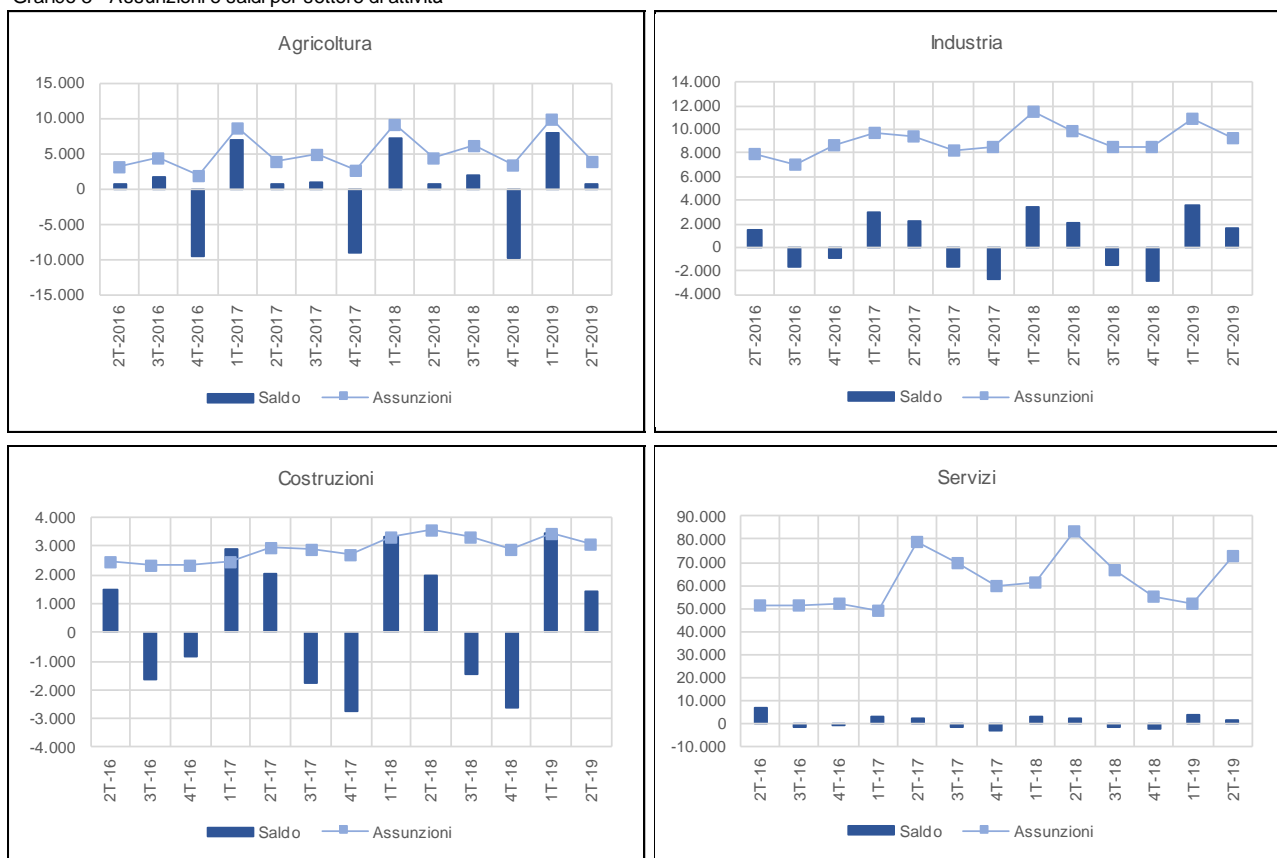 Grafico - Assunzioni e saldi per settore di attività
Agricoltura
15.000
10.000
5.000
0
-5.000
-10.000
-15.000
2T-2016
3T-2016
4T-2016
1T-2017
2T-2017
3T-2017
4T-2017
1T-2018
2T-2018
3T-2018
4T-2018
1T-2019
2T-2019
Saldo Assunzioni
Industria
14.000
12.000
10.000
8.000
6.000
4.000
2.000
0
-2.000
-4.000
2T-2016
3T-2016
4T-2016
1T-2017
2T-2017
3T-2017
4T-2017
1T-2018
2T-2018
3T-2018
4T-2018
1T-2019
2T-2019
Saldo Assunzioni
Costruzioni
4.000
3.000
2.000
1.000
0
-1.000
-2.000
-3.000
-4.000
2T-16
3T-16
4T-16
1T-17
2T-17
3T-17
4T-17
1T-18
2T-18
3T-18
4T-18
1T-19
2T-19
Saldo Assunzioni
Servizi
90.000
80.000
70.000
60.000
50.000
40.000
30.000
20.000
10.000
0
-10.000
2T-16
3T-16
4T-16
1T-17
2T-17
3T-17
4T-17
1T-18
2T-18
3T-18
4T-18
1T-19
2T-19
Saldo Assunzioni